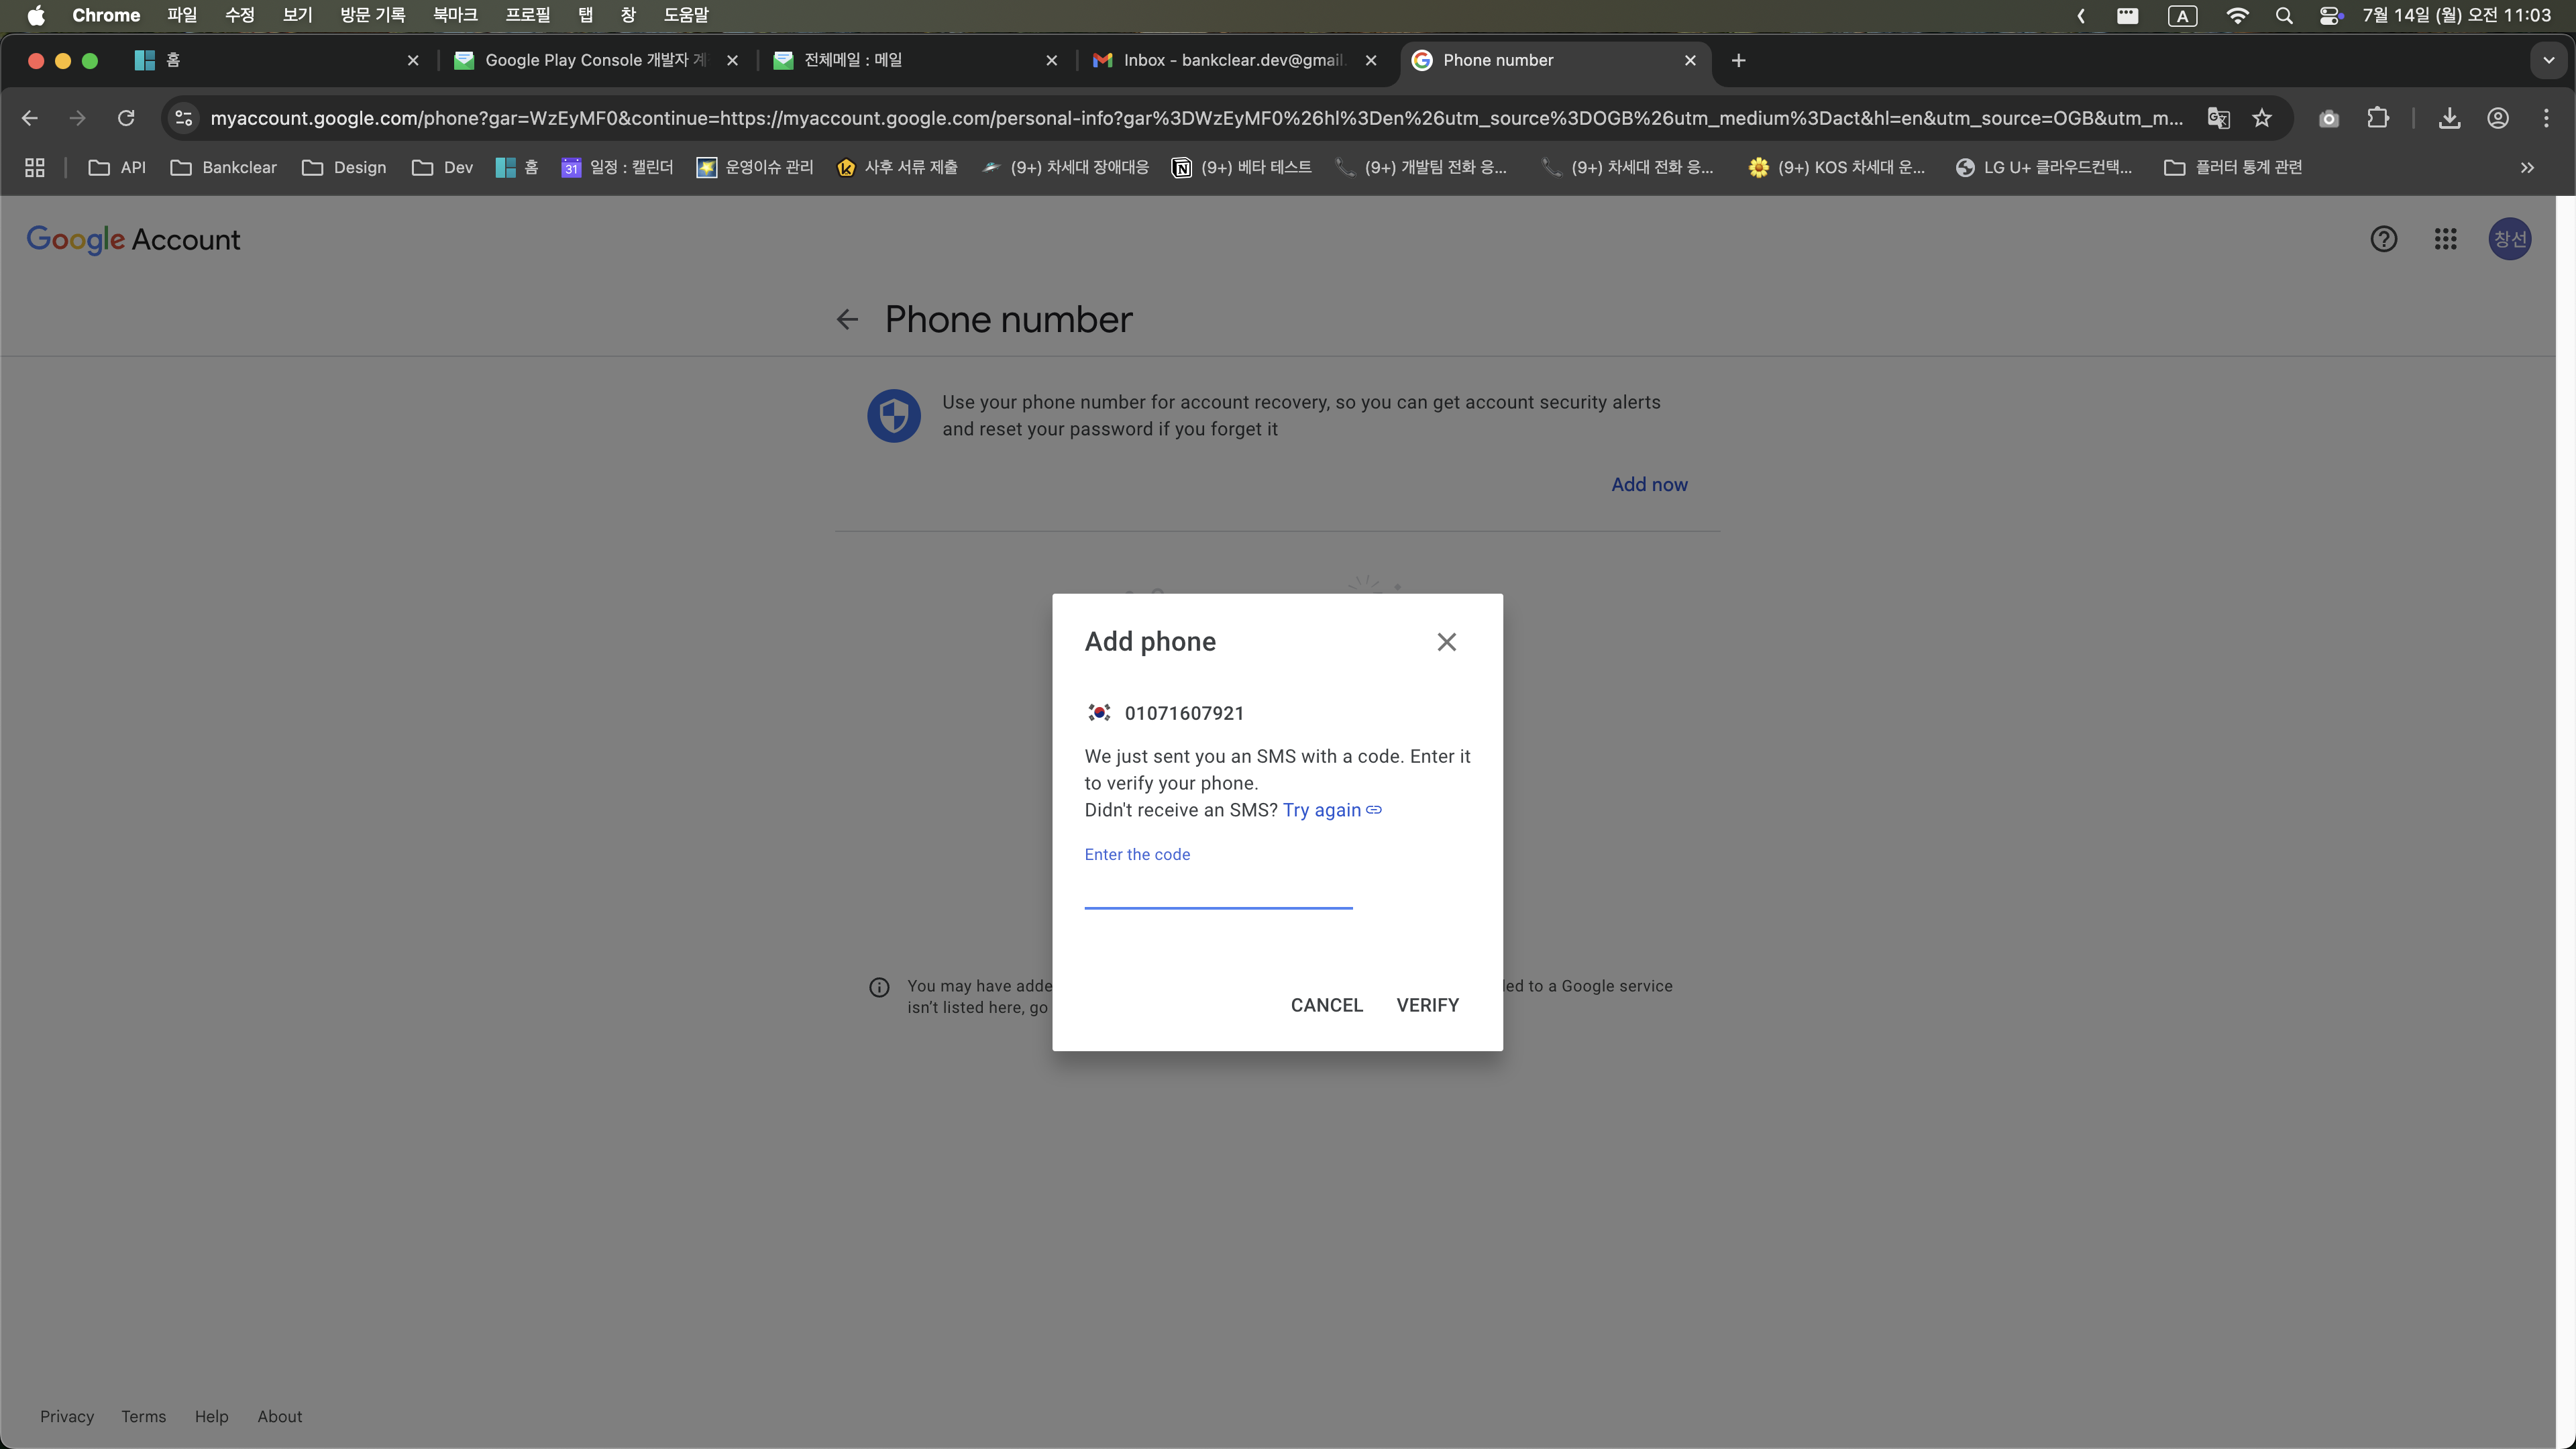 Chrome 파일 수정 보기 방문 기록 북마크 프로필 탭 창 도움말 A 7월 14일 (월) 오전 11:03
홈 Google Play Console 개발자 계 전체메일 : 메일 Inbox - bankclear.dev@gmail. Phone number
myaccount.google.com/phone?gar=WzEyMF0&continue=https://myaccount.google.com/personal-info?gar%3DWzEyMF0%26hl%3Den%26utm_source%3DOGB%26utm_medium%3Dact&hl=en&utm_source=OGB&utm_m...
API Bankclear Design Dev 홈 31 일정 : 캘린더 운영이슈 관리 사후 서류 제출 (9+) 차세대 장애대응 (9+) 베타 테스트 (9+) 개발팀 전화 응... (9+) 차세대 전화 응... (9+) KOS 차세대 운... LG U+ 클라우드컨택... 플러터 통계 관련
Google Account 창선
Phone number
Use your phone number for account recovery, so you can get account security alerts
and reset your password if you forget it
Add now
Add phone
01071607921
We just sent you an SMS with a code. Enter it
to verify your phone.
Didn't receive an SMS? Try again
Enter the code
You may have adde led to a Google service
isn't listed here, go
CANCEL VERIFY
Privacy Terms Help About